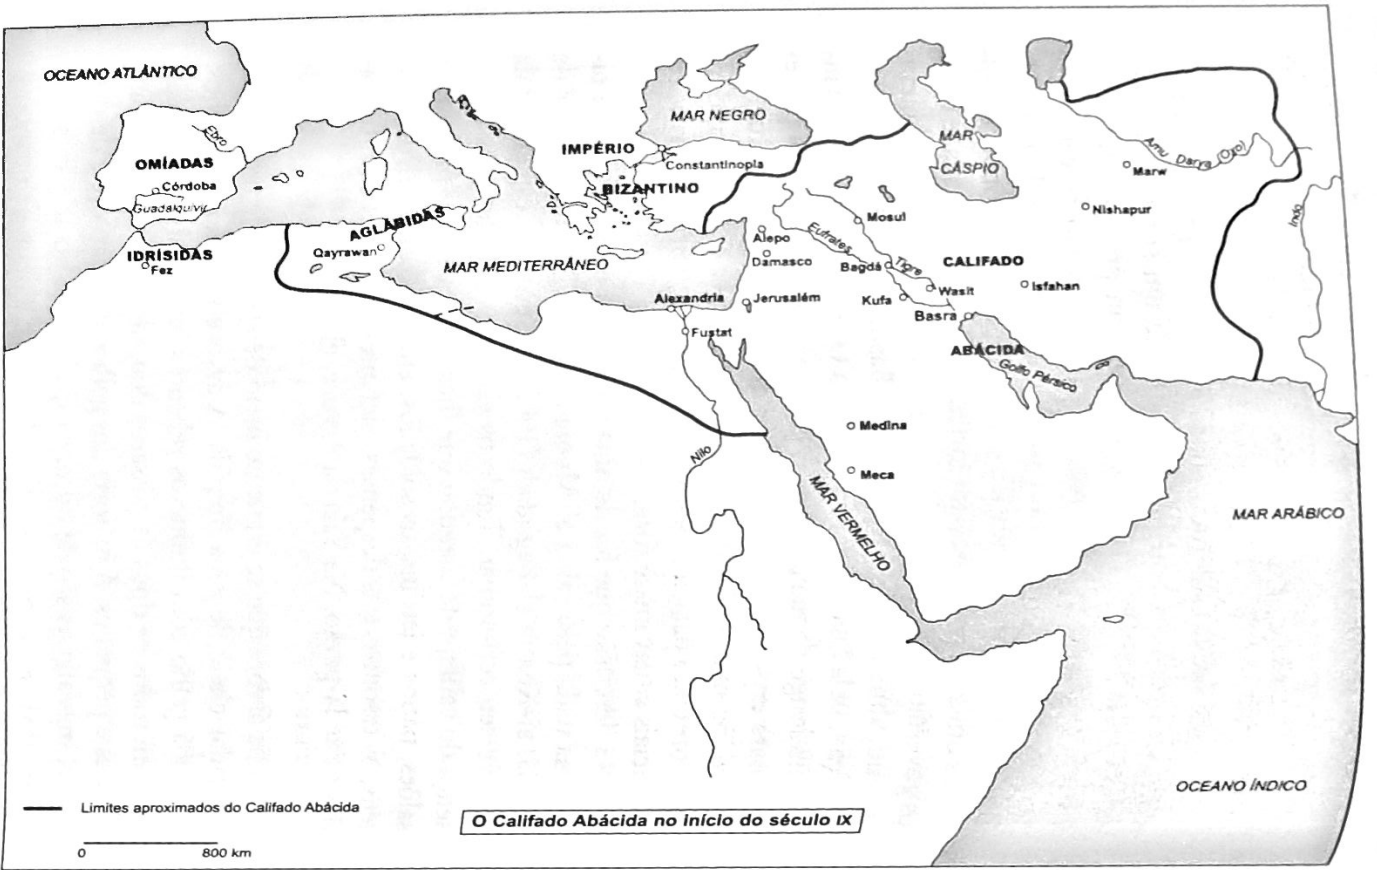 OCEANO ATLÂNTICO
MAR NEGRO
Ebro
OMÍADAS
Córdoba
Guadalquivir
IMPÉRIO
Constantinopla
BIZANTINO
MAR
CÁSPIO
Amu Darya (Oxo)
Marw
Nishapur
Indo
AGLÁBIDAS
Qayrawan
IDRÍSIDAS
Fez
MAR MEDITERRÂNEO
Mosul
Alepo
Eufrates
Damasco
Bagdá
Tigre
CALIFADO
Alexandria
Jerusalém
Kufa
Wasit
Isfahan
Fustat
Basra
ABÁCIDA
Golfo Pérsico
Medina
Nilo
Meca
MAR VERMELHO
MAR ARÁBICO
OCEANO ÍNDICO
Limites aproximados do Califado Abácida
O Califado Abácida no início do século IX
0 800 km